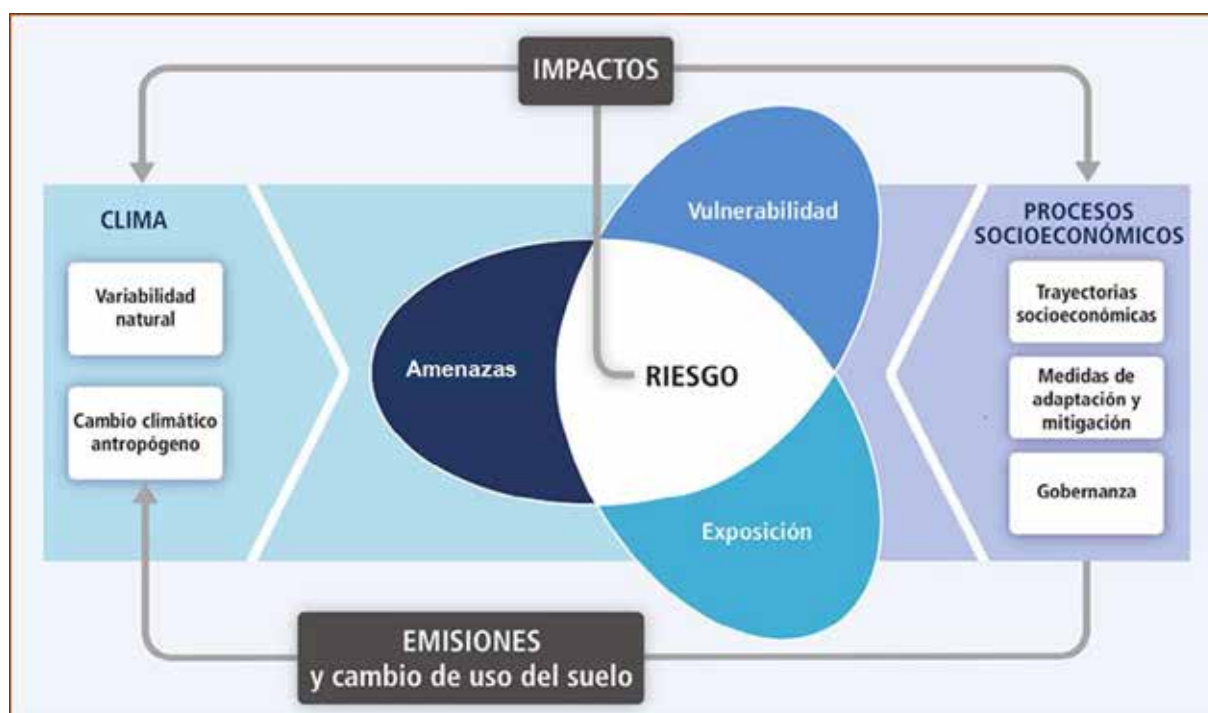 IMPACTOS
CLIMA
Variabilidad
natural
Cambio climático
antropógeno
Vulnerabilidad
Amenazas
RIESGO
Exposición
PROCESOS
SOCIOECONÓMICOS
Trayectorias
socioeconómicas
Medidas de
adaptación y
mitigación
Gobernanza
EMISIONES
y cambio de uso del suelo